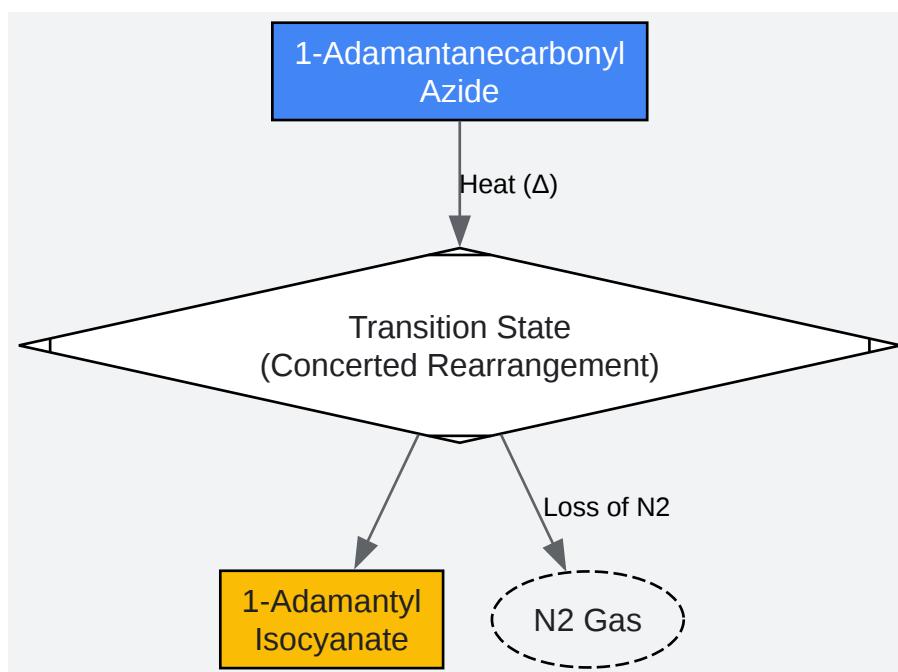 1-Adamantanecarbonyl
Azide
Heat (Δ)
Transition State
(Concerted Rearrangement)
Loss of N2
1-Adamantyl
Isocyanate
N2 Gas